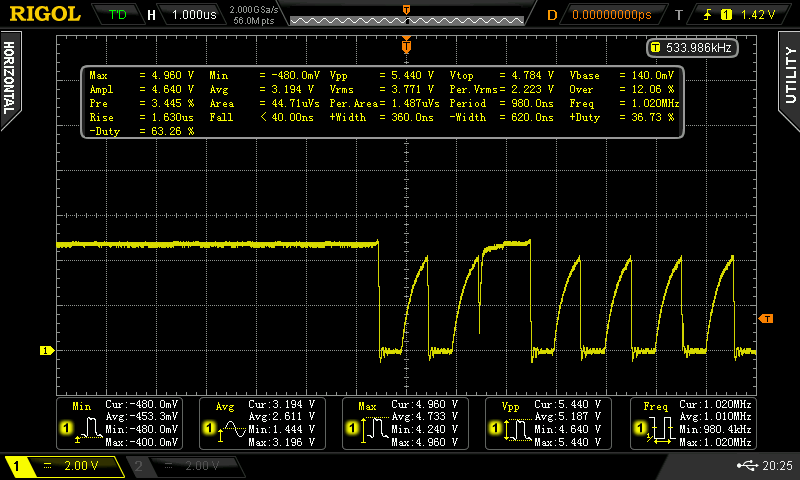 RIGOL T'D H 1.000us 2.000GSa/s 56.0M pts D 0.00000000ps T 1 1.42 V
T
HORIZONTAL
UTILITY
T 533.986kHz
Max = 4.960 V Min = -480.0mV Vpp = 5.440 V Vtop = 4.784 V Vbase = 140.0mV
Ampl = 4.640 V Avg = 3.194 V Vrms = 3.771 V Per.Vrms= 2.223 V Over = 12.06 %
Pre = 3.445 % Area = 44.71uVs Per.Area= 1.487uVs Period = 980.0ns Freq = 1.020MHz
Rise = 1.630us Fall < 40.00ns +Width = 360.0ns -Width = 620.0ns +Duty = 36.73 %
-Duty = 63.26 %
T
1
Min Cur:-480.0mV Avg Cur:3.194 V Max Cur:4.960 V Vpp Cur:5.440 V Freq Cur:1.020MHz
Avg:-453.3mV Avg:2.611 V Avg:4.733 V Avg:5.187 V Avg:1.010MHz
1 Min:-480.0mV 1 Min:1.444 V 1 Min:4.240 V 1 Min:4.640 V 1 Min:980.4kHz
Max:-400.0mV Max:3.196 V Max:4.960 V Max:5.440 V Max:1.020MHz
1 2.00 V 2 2.00 V 20:25